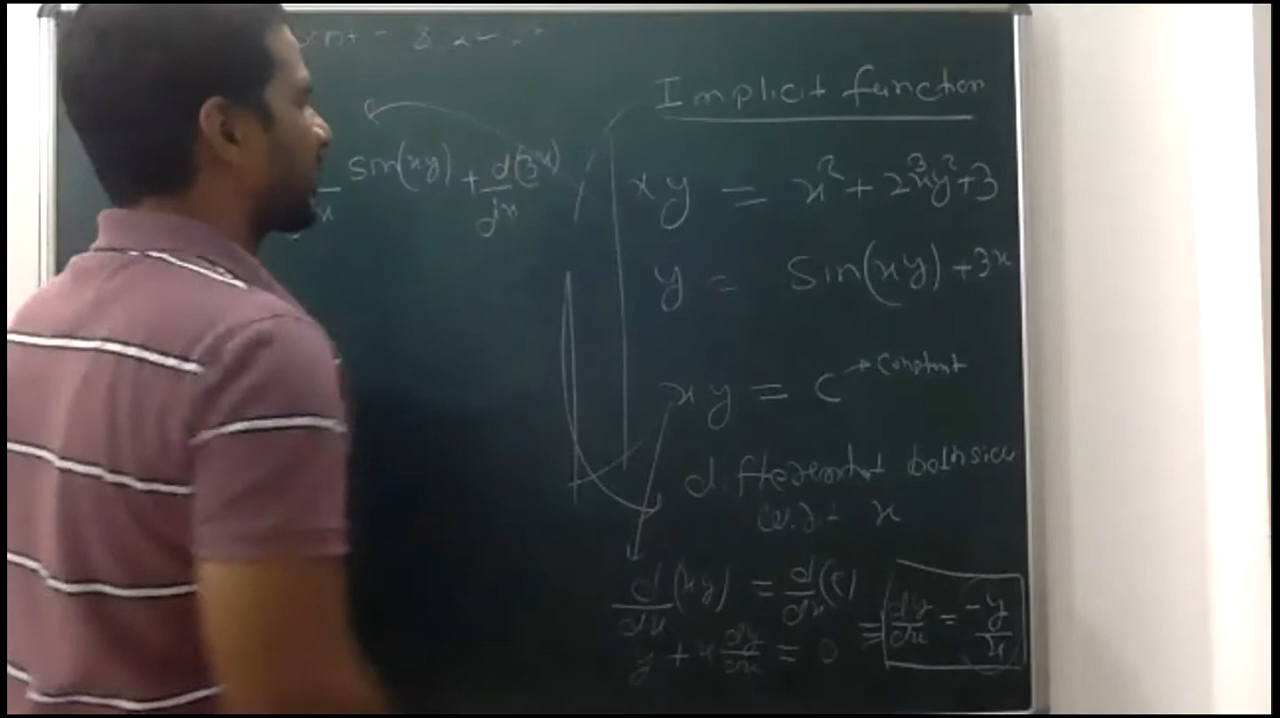 Implicit function
sin(xy) + d/dx(3x)
xy = x² + 2x³y² + 3
y = Sin(xy) + 3x
xy = c → constant
differentiat both side
w.r.t x
d/dx(xy) = d/dx(c)
y + x dy/dx = 0 ⇒ dy/dx = -y/x